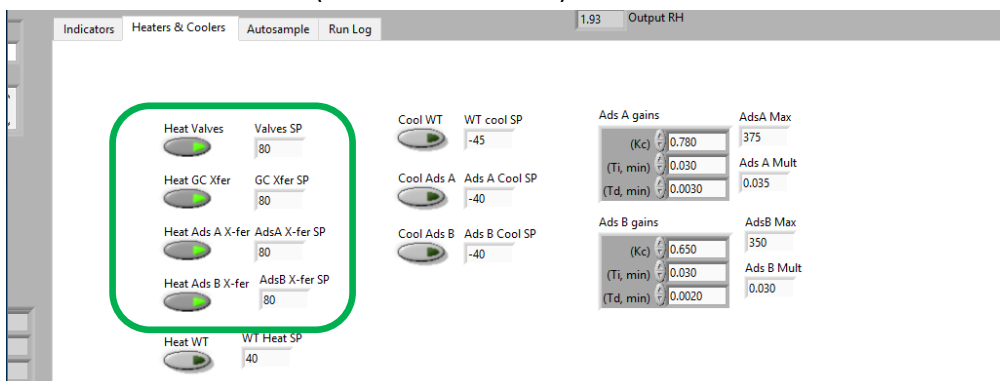 1.93 Output RH
Indicators Heaters & Coolers Autosample Run Log
Heat Valves Valves SP
80
Heat GC Xfer GC Xfer SP
80
Heat Ads A X-fer AdsA X-fer SP
80
Heat Ads B X-fer AdsB X-fer SP
80
Heat WT WT Heat SP
40
Cool WT WT cool SP
-45
Cool Ads A Ads A Cool SP
-40
Cool Ads B Ads B Cool SP
-40
Ads A gains
(Kc) 0.780
(Ti, min) 0.030
(Td, min) 0.0030
AdsA Max
375
Ads A Mult
0.035
Ads B gains
(Kc) 0.650
(Ti, min) 0.030
(Td, min) 0.0020
AdsB Max
350
Ads B Mult
0.030